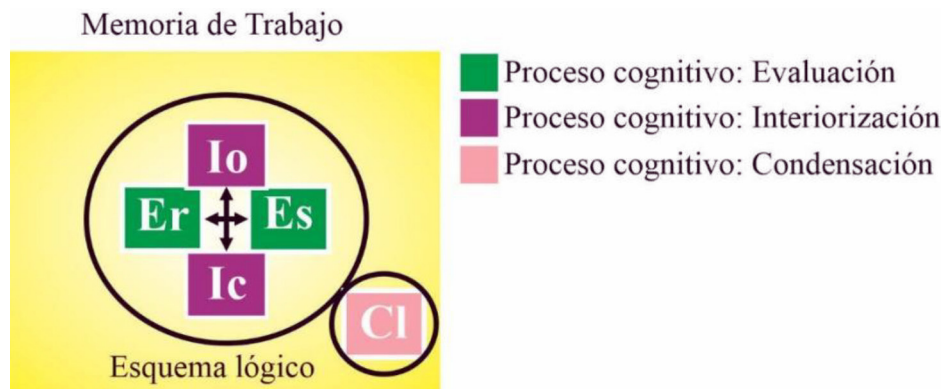 Memoria de Trabajo
Io
Er
Es
Ic
Cl
Esquema lógico
Proceso cognitivo: Evaluación
Proceso cognitivo: Interiorización
Proceso cognitivo: Condensación